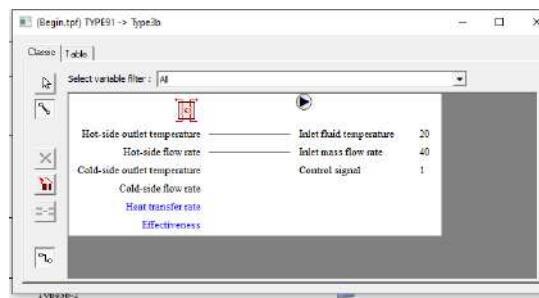 (Begin.tpf) TYPE91 -> Type3b
Classic Table
Select variable filter : All
Hot-side outlet temperature Inlet fluid temperature 20
Hot-side flow rate Inlet mass flow rate 40
Cold-side outlet temperature Control signal 1
Cold-side flow rate
Heat transfer rate
Effectiveness